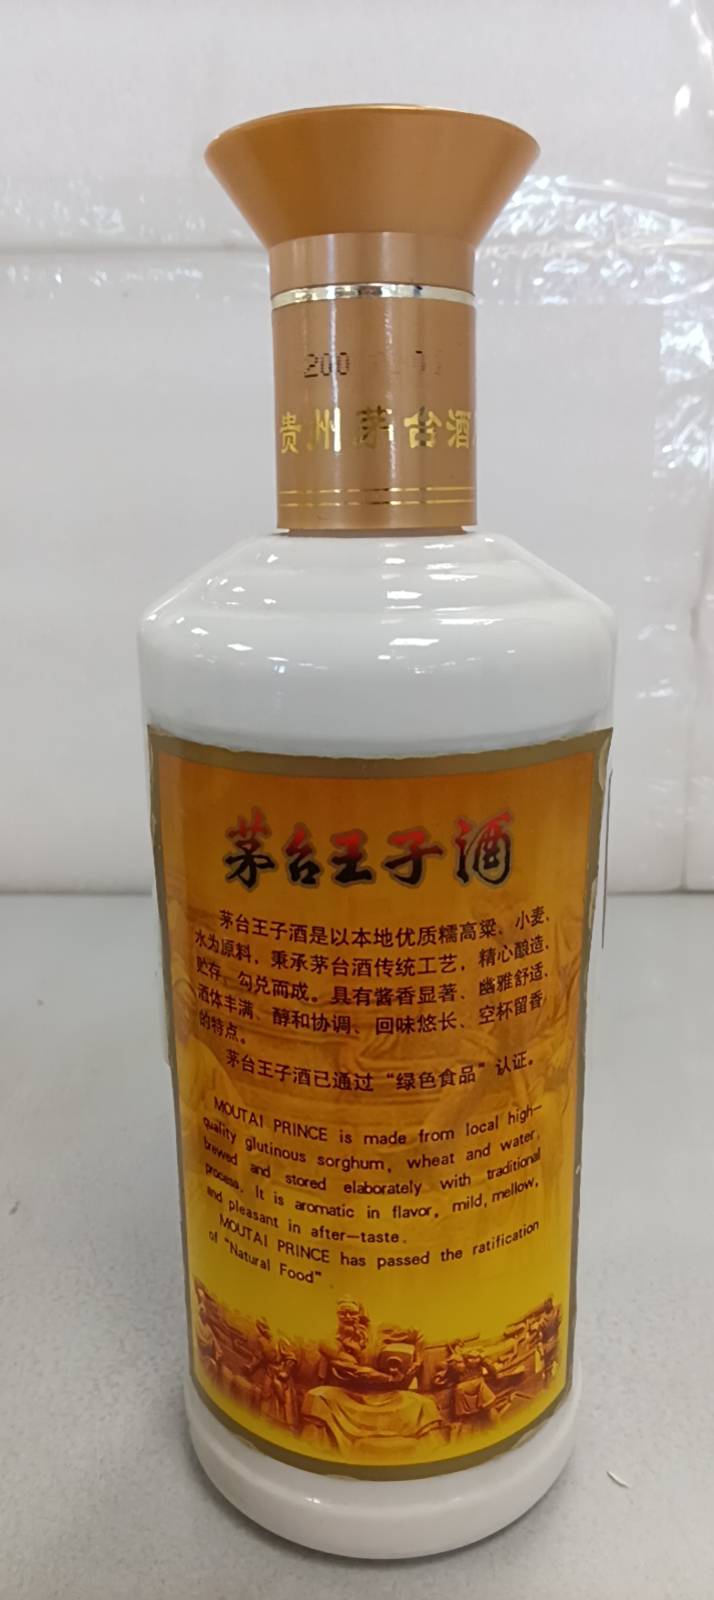 200
贵州茅台酒
茅台王子酒
茅台王子酒是以本地优质糯高粱、小麦、
水为原料，秉承茅台酒传统工艺，精心酿造、
贮存，勾兑而成。具有酱香显著、幽雅舒适、
酒体丰满、醇和协调、回味悠长、空杯留香
的特点。
茅台王子酒已通过“绿色食品”认证。
MOUTAI PRINCE is made from local high-
quality glutinous sorghum, wheat and water,
brewed and stored elaborately with traditional
process. It is aromatic in flavor, mild, mellow,
and pleasant in after-taste.
MOUTAI PRINCE has passed the ratification
of "Natural Food"